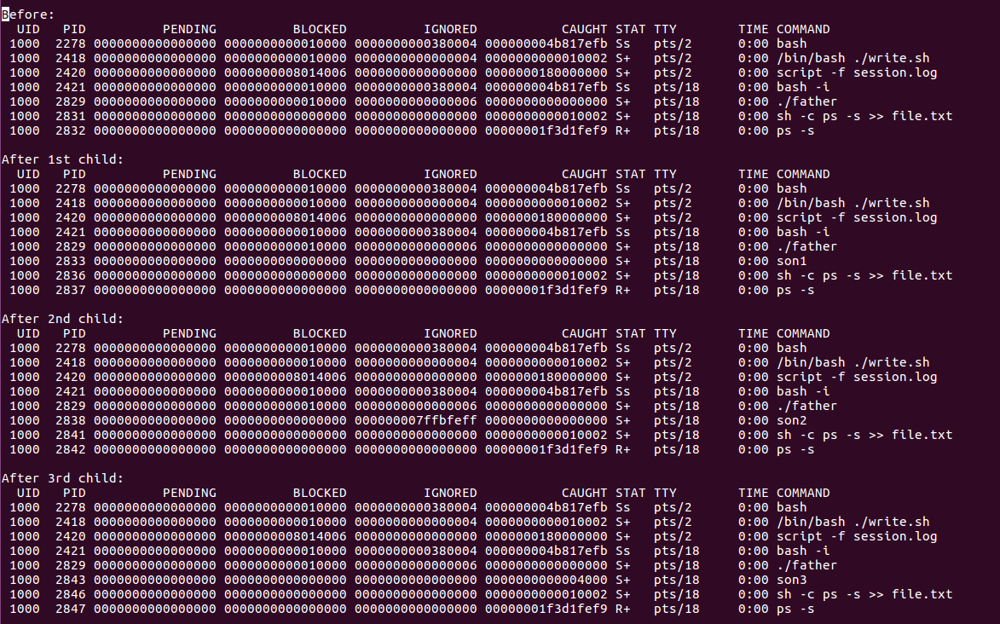 Before:
  UID   PID          PENDING          BLOCKED          IGNORED           CAUGHT STAT TTY        TIME COMMAND
 1000  2278 0000000000000000 0000000000010000 0000000000380004 000000004b817efb Ss   pts/2      0:00 bash
 1000  2418 0000000000000000 0000000000010000 0000000000000004 0000000000010002 S+   pts/2      0:00 /bin/bash ./write.sh
 1000  2420 0000000000000000 0000000008014006 0000000000000000 0000000180000000 S+   pts/2      0:00 script -f session.log
 1000  2421 0000000000000000 0000000000010000 0000000000380004 000000004b817efb Ss   pts/18     0:00 bash -i
 1000  2829 0000000000000000 0000000000010000 0000000000000006 0000000000000000 S+   pts/18     0:00 ./father
 1000  2831 0000000000000000 0000000000000000 0000000000000000 0000000000010002 S+   pts/18     0:00 sh -c ps -s >> file.txt
 1000  2832 0000000000000000 0000000000000000 0000000000000000 00000001f3d1fef9 R+   pts/18     0:00 ps -s
After 1st child:
  UID   PID          PENDING          BLOCKED          IGNORED           CAUGHT STAT TTY        TIME COMMAND
 1000  2278 0000000000000000 0000000000010000 0000000000380004 000000004b817efb Ss   pts/2      0:00 bash
 1000  2418 0000000000000000 0000000000010000 0000000000000004 0000000000010002 S+   pts/2      0:00 /bin/bash ./write.sh
 1000  2420 0000000000000000 0000000008014006 0000000000000000 0000000180000000 S+   pts/2      0:00 script -f session.log
 1000  2421 0000000000000000 0000000000010000 0000000000380004 000000004b817efb Ss   pts/18     0:00 bash -i
 1000  2829 0000000000000000 0000000000010000 0000000000000006 0000000000000000 S+   pts/18     0:00 ./father
 1000  2833 0000000000000000 0000000000000000 0000000000000000 0000000000000000 S+   pts/18     0:00 son1
 1000  2836 0000000000000000 0000000000000000 0000000000000000 0000000000010002 S+   pts/18     0:00 sh -c ps -s >> file.txt
 1000  2837 0000000000000000 0000000000000000 0000000000000000 00000001f3d1fef9 R+   pts/18     0:00 ps -s
After 2nd child:
  UID   PID          PENDING          BLOCKED          IGNORED           CAUGHT STAT TTY        TIME COMMAND
 1000  2278 0000000000000000 0000000000010000 0000000000380004 000000004b817efb Ss   pts/2      0:00 bash
 1000  2418 0000000000000000 0000000000010000 0000000000000004 0000000000010002 S+   pts/2      0:00 /bin/bash ./write.sh
 1000  2420 0000000000000000 0000000008014006 0000000000000000 0000000180000000 S+   pts/2      0:00 script -f session.log
 1000  2421 0000000000000000 0000000000010000 0000000000380004 000000004b817efb Ss   pts/18     0:00 bash -i
 1000  2829 0000000000000000 0000000000010000 0000000000000006 0000000000000000 S+   pts/18     0:00 ./father
 1000  2838 0000000000000000 0000000000000000 000000007ffbfeff 0000000000000000 S+   pts/18     0:00 son2
 1000  2841 0000000000000000 0000000000000000 0000000000000000 0000000000010002 S+   pts/18     0:00 sh -c ps -s >> file.txt
 1000  2842 0000000000000000 0000000000000000 0000000000000000 00000001f3d1fef9 R+   pts/18     0:00 ps -s
After 3rd child:
  UID   PID          PENDING          BLOCKED          IGNORED           CAUGHT STAT TTY        TIME COMMAND
 1000  2278 0000000000000000 0000000000010000 0000000000380004 000000004b817efb Ss   pts/2      0:00 bash
 1000  2418 0000000000000000 0000000000010000 0000000000000004 0000000000010002 S+   pts/2      0:00 /bin/bash ./write.sh
 1000  2420 0000000000000000 0000000008014006 0000000000000000 0000000180000000 S+   pts/2      0:00 script -f session.log
 1000  2421 0000000000000000 0000000000010000 0000000000380004 000000004b817efb Ss   pts/18     0:00 bash -i
 1000  2829 0000000000000000 0000000000010000 0000000000000006 0000000000000000 S+   pts/18     0:00 ./father
 1000  2843 0000000000000000 0000000000000000 0000000000000000 0000000000004000 S+   pts/18     0:00 son3
 1000  2846 0000000000000000 0000000000000000 0000000000000000 0000000000010002 S+   pts/18     0:00 sh -c ps -s >> file.txt
 1000  2847 0000000000000000 0000000000000000 0000000000000000 00000001f3d1fef9 R+   pts/18     0:00 ps -s